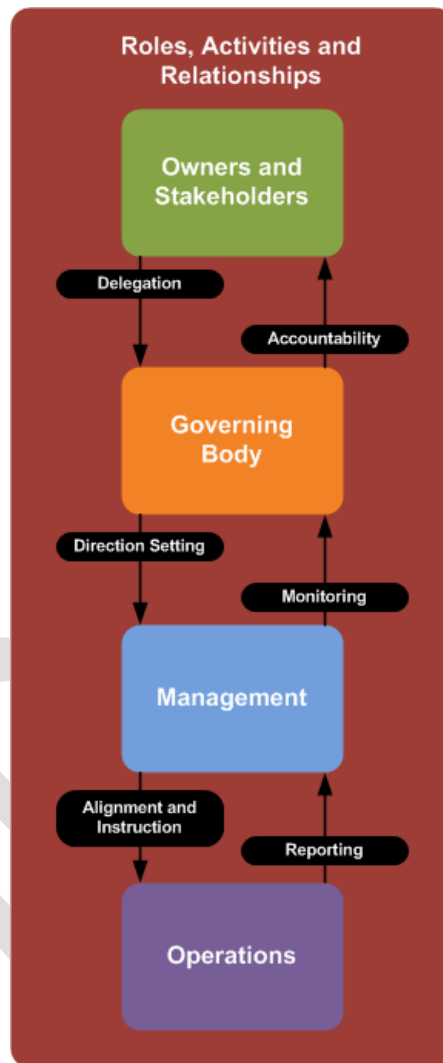 Roles, Activities and
Relationships
Owners and
Stakeholders
Delegation
Accountability
Governing
Body
Direction Setting
Monitoring
Management
Alignment and
Instruction
Reporting
Operations